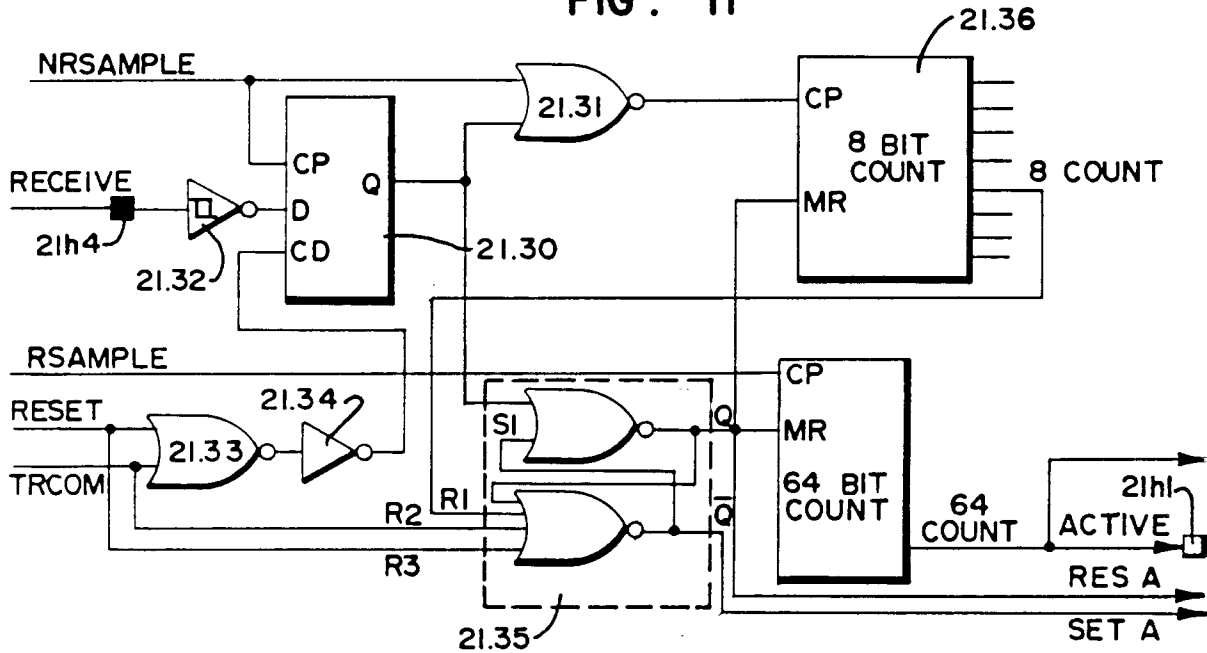 FIG. 11
21.36
NRSAMPLE
21.31
CP
8 BIT
COUNT
8 COUNT
MR
CP
Q
D
CD
RECEIVE
21h4
21.32
21.30
RSAMPLE
CP
RESET
21.34
21.33
TRCOM
S1
Q
MR
R1
R2
R3
Q̅
64 BIT
COUNT
64
COUNT
21h1
ACTIVE
RES A
SET A
21.35